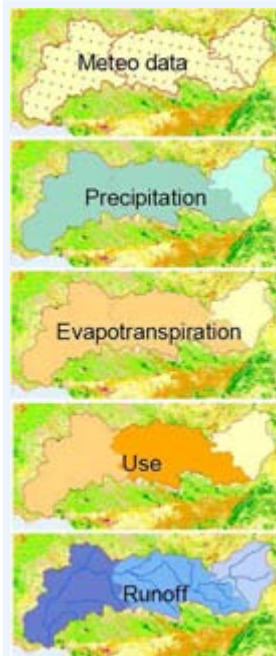 Meteo data
Precipitation
Evapotranspiration
Use
Runoff